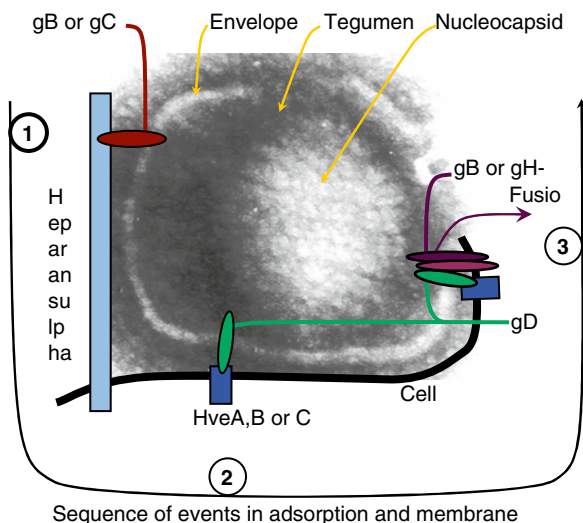 gB or gC
Envelope
Tegumen
Nucleocapsid
1
H
ep
ar
an
su
lp
ha
gB or gH-
Fusio
3
gD
Cell
HveA,B or C
2
Sequence of events in adsorption and membrane